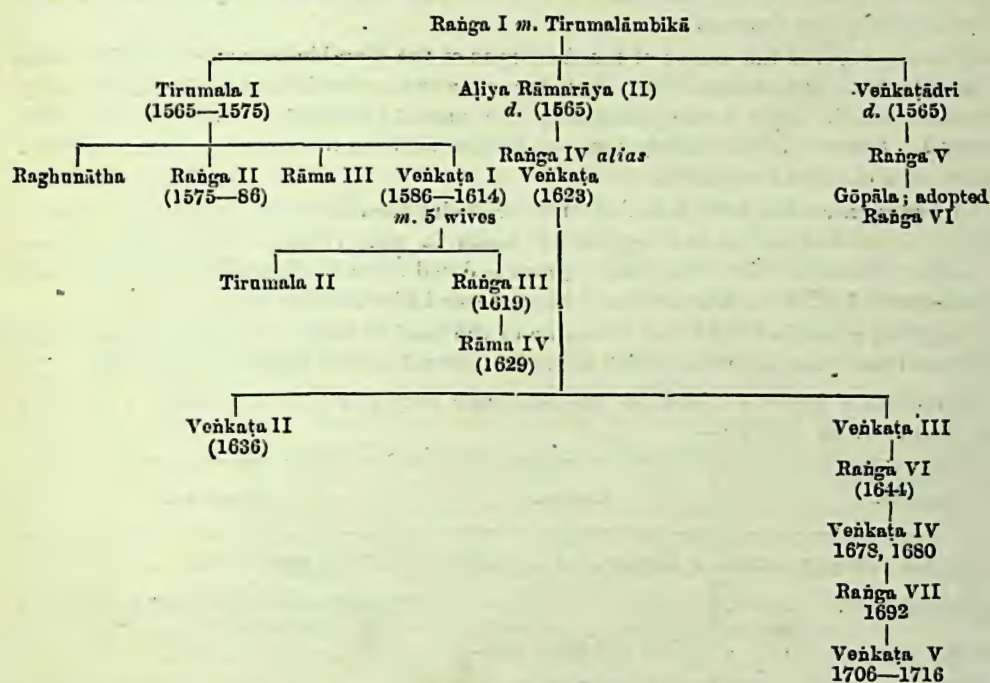 Raṅga I m. Tirumalāmbikā
Tirumala I Aḷiya Rāmarāya (II) Veṅkaṭādri
(1565—1575) d. (1565) d. (1565)
Raṅga IV alias Raṅga V
Raghunātha Raṅga II Rāma III Veṅkaṭa I Veṅkaṭa
(1575—86) (1586—1614) (1623) Gōpāla; adopted
m. 5 wives Raṅga VI
Tirumala II Raṅga III
(1619)
Rāma IV
(1629)
Veṅkaṭa II Veṅkaṭa III
(1636)
Raṅga VI
(1644)
Veṅkaṭa IV
1678, 1680
Raṅga VII
1692
Veṅkaṭa V
1706—1716